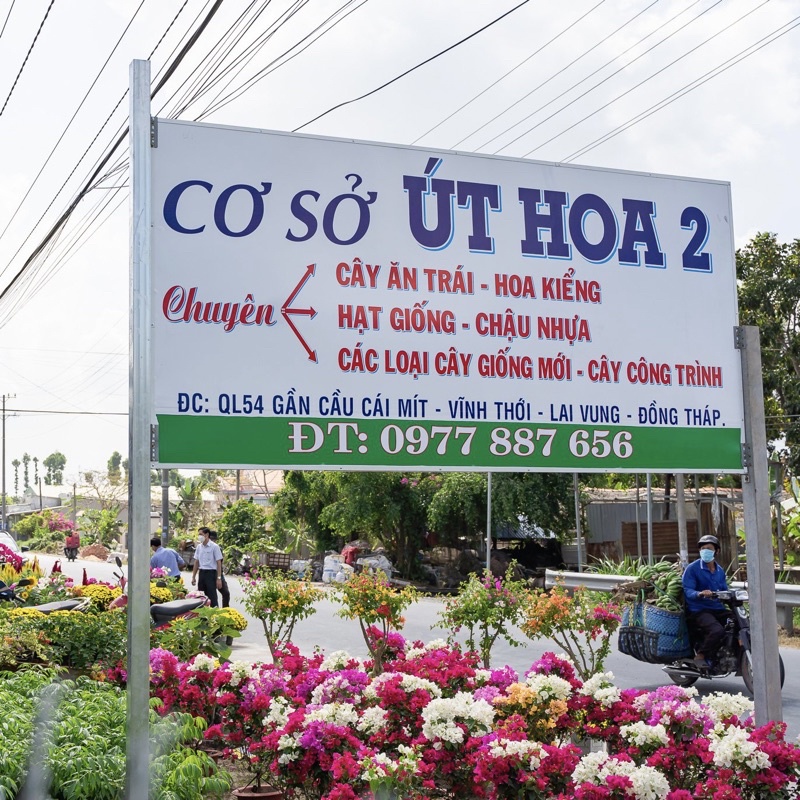 CƠ SỞ ÚT HOA 2
Chuyên
CÂY ĂN TRÁI - HOA KIỂNG
HẠT GIỐNG - CHẬU NHỰA
CÁC LOẠI CÂY GIỐNG MỚI - CÂY CÔNG TRÌNH
ĐC: QL54 GẦN CẦU CÁI MÍT - VĨNH THỚI - LAI VUNG - ĐỒNG THÁP.
ĐT: 0977 887 656